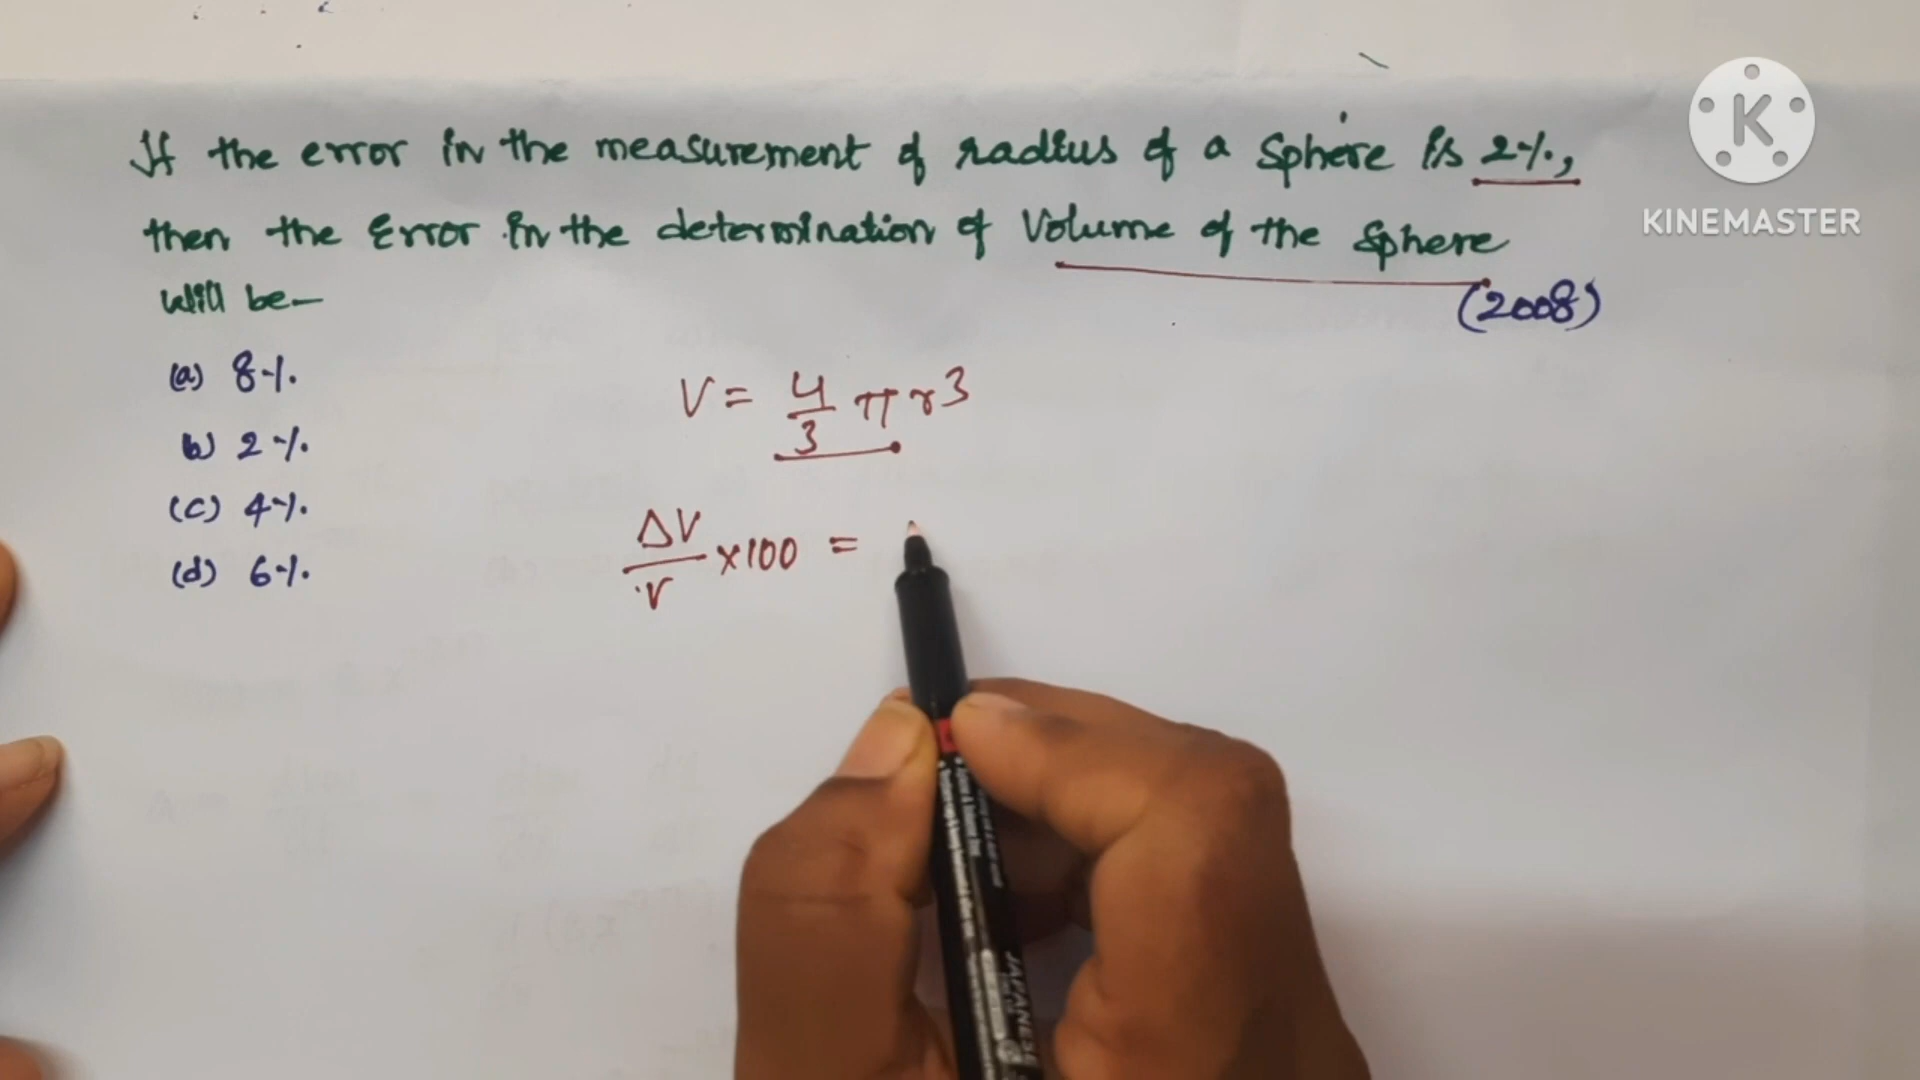 If the error in the measurement of radius of a sphere is 2%,
then the Error in the determination of Volume of the sphere
will be—
(2008)
(a) 8%.
(b) 2%.
(c) 4%.
(d) 6%.
V = 4/3 πr3
ΔV/V ×100 =
KINEMASTER
JAPANESE